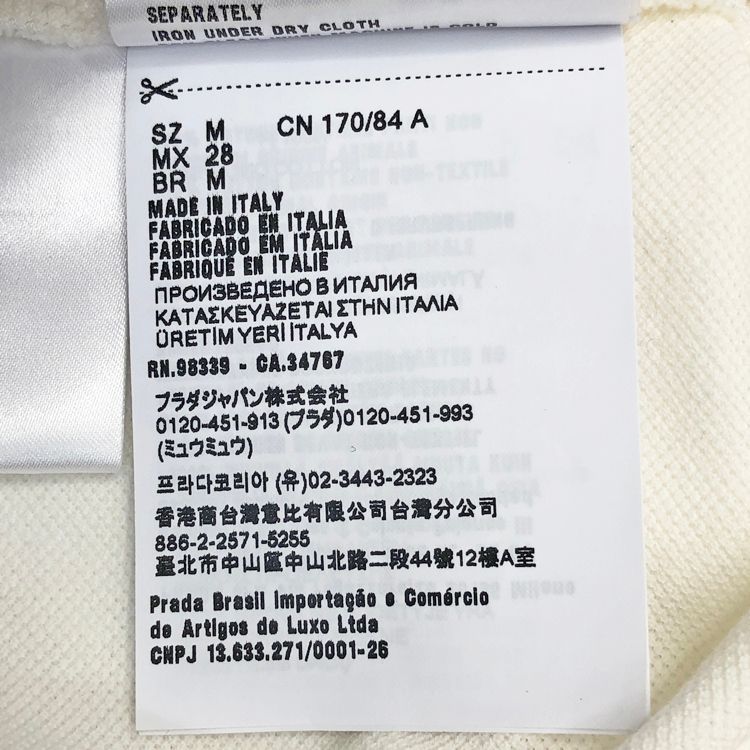 SEPARATELY
IRON UNDER DRY CLOTH
SZ M CN 170/84 A
MX 28
BR M
MADE IN ITALY
FABRICADO EN ITALIA
FABRICADO EM ITÁLIA
FABRIQUÉ EN ITALIE
ПРОИЗВЕДЕНО В ИТАЛИЯ
ΚΑΤΑΣΚΕΥΑΖΕΤΑΙ ΣΤΗΝ ΙΤΑΛΙΑ
ÜRETİM YERİ İTALYA
RN.98339 - CA.34767
プラダジャパン株式会社
0120-451-913 (プラダ)0120-451-993
(ミュウミュウ)
프라다코리아 (유)02-3443-2323
香港商台灣意比有限公司台灣分公司
886-2-2571-5255
臺北市中山區中山北路二段44號12樓A室
Prada Brasil Importação e Comércio
de Artigos de Luxo Ltda
CNPJ 13.633.271/0001-26